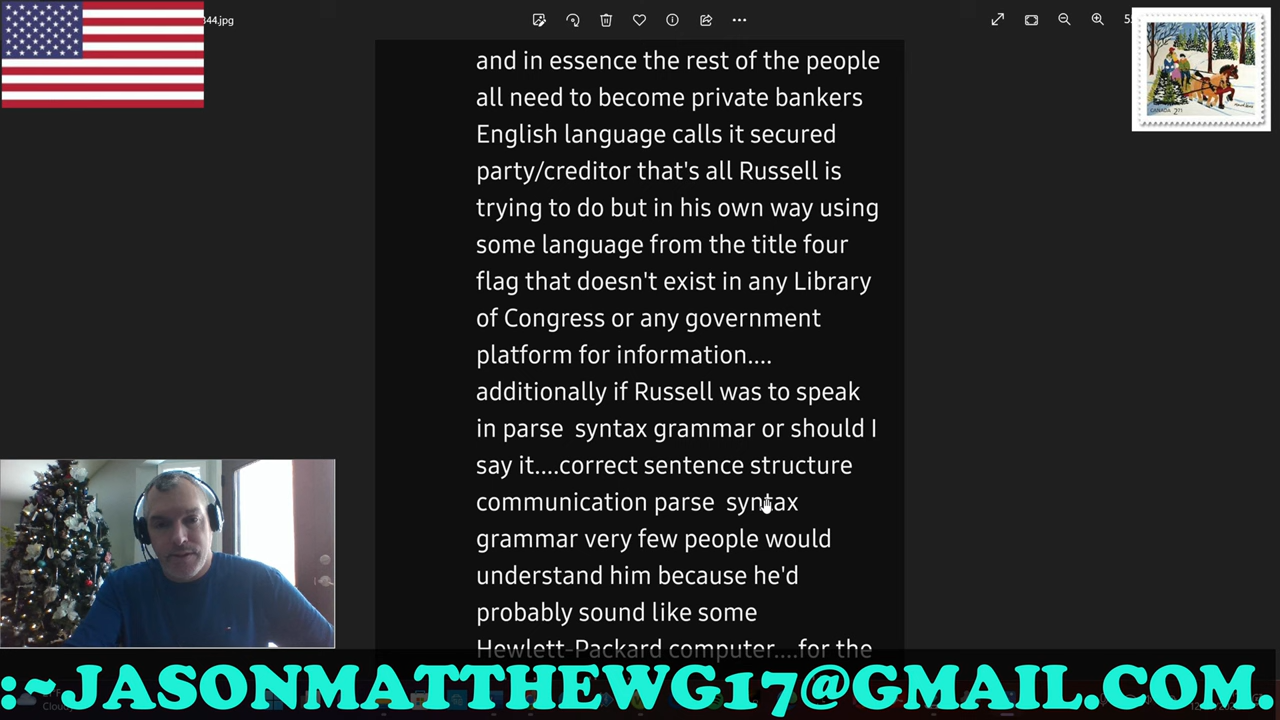 44.jpg
and in essence the rest of the people
all need to become private bankers
English language calls it secured
party/creditor that's all Russell is
trying to do but in his own way using
some language from the title four
flag that doesn't exist in any Library
of Congress or any government
platform for information....
additionally if Russell was to speak
in parse syntax grammar or should I
say it....correct sentence structure
communication parse syntax
grammar very few people would
understand him because he'd
probably sound like some
Hewlett-Packard computer....for the
CANADA
:~JASONMATTHEWG17@GMAIL.COM.